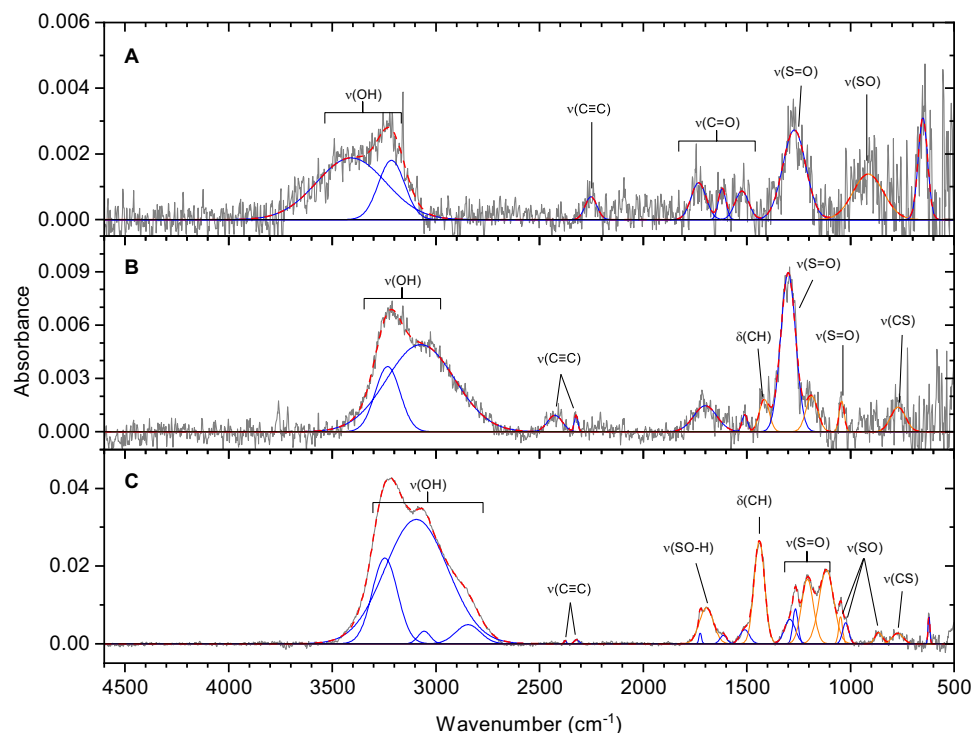 0.006
A
ν(S=O)
ν(SO)
ν(OH)
0.004
ν(C≡C)
ν(C=O)
0.002
0.000
B
0.009
ν(OH)
ν(S=O)
0.006
δ(CH)
ν(S=O)
ν(CS)
ν(C≡C)
0.003
0.000
Absorbance
C
0.04
ν(OH)
δ(CH)
ν(SO-H)
ν(S=O)
ν(SO)
0.02
ν(C≡C)
ν(CS)
0.00
4500 4000 3500 3000 2500 2000 1500 1000 500
Wavenumber (cm⁻¹)